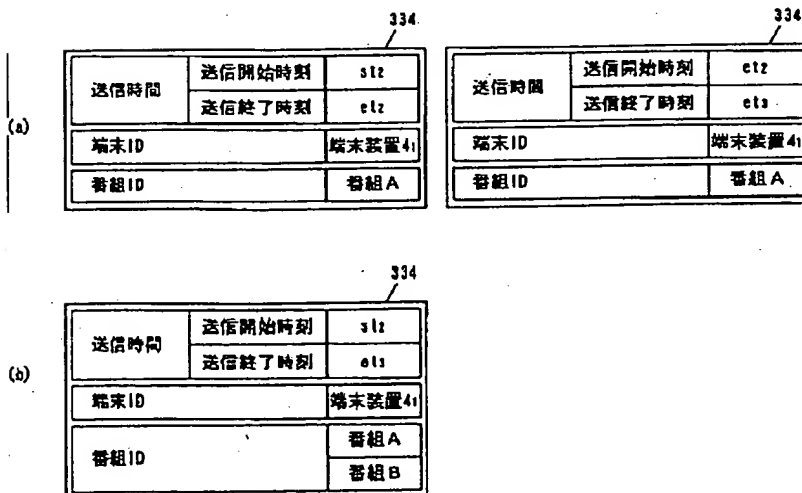 334
334
(a)
送信時間 送信開始時刻 st2
送信終了時刻 et2
端末ID 端末装置41
番組ID 番組A
送信時間 送信開始時刻 et2
送信終了時刻 et3
端末ID 端末装置41
番組ID 番組A
334
(b)
送信時間 送信開始時刻 st2
送信終了時刻 et3
端末ID 端末装置41
番組ID 番組A
番組B